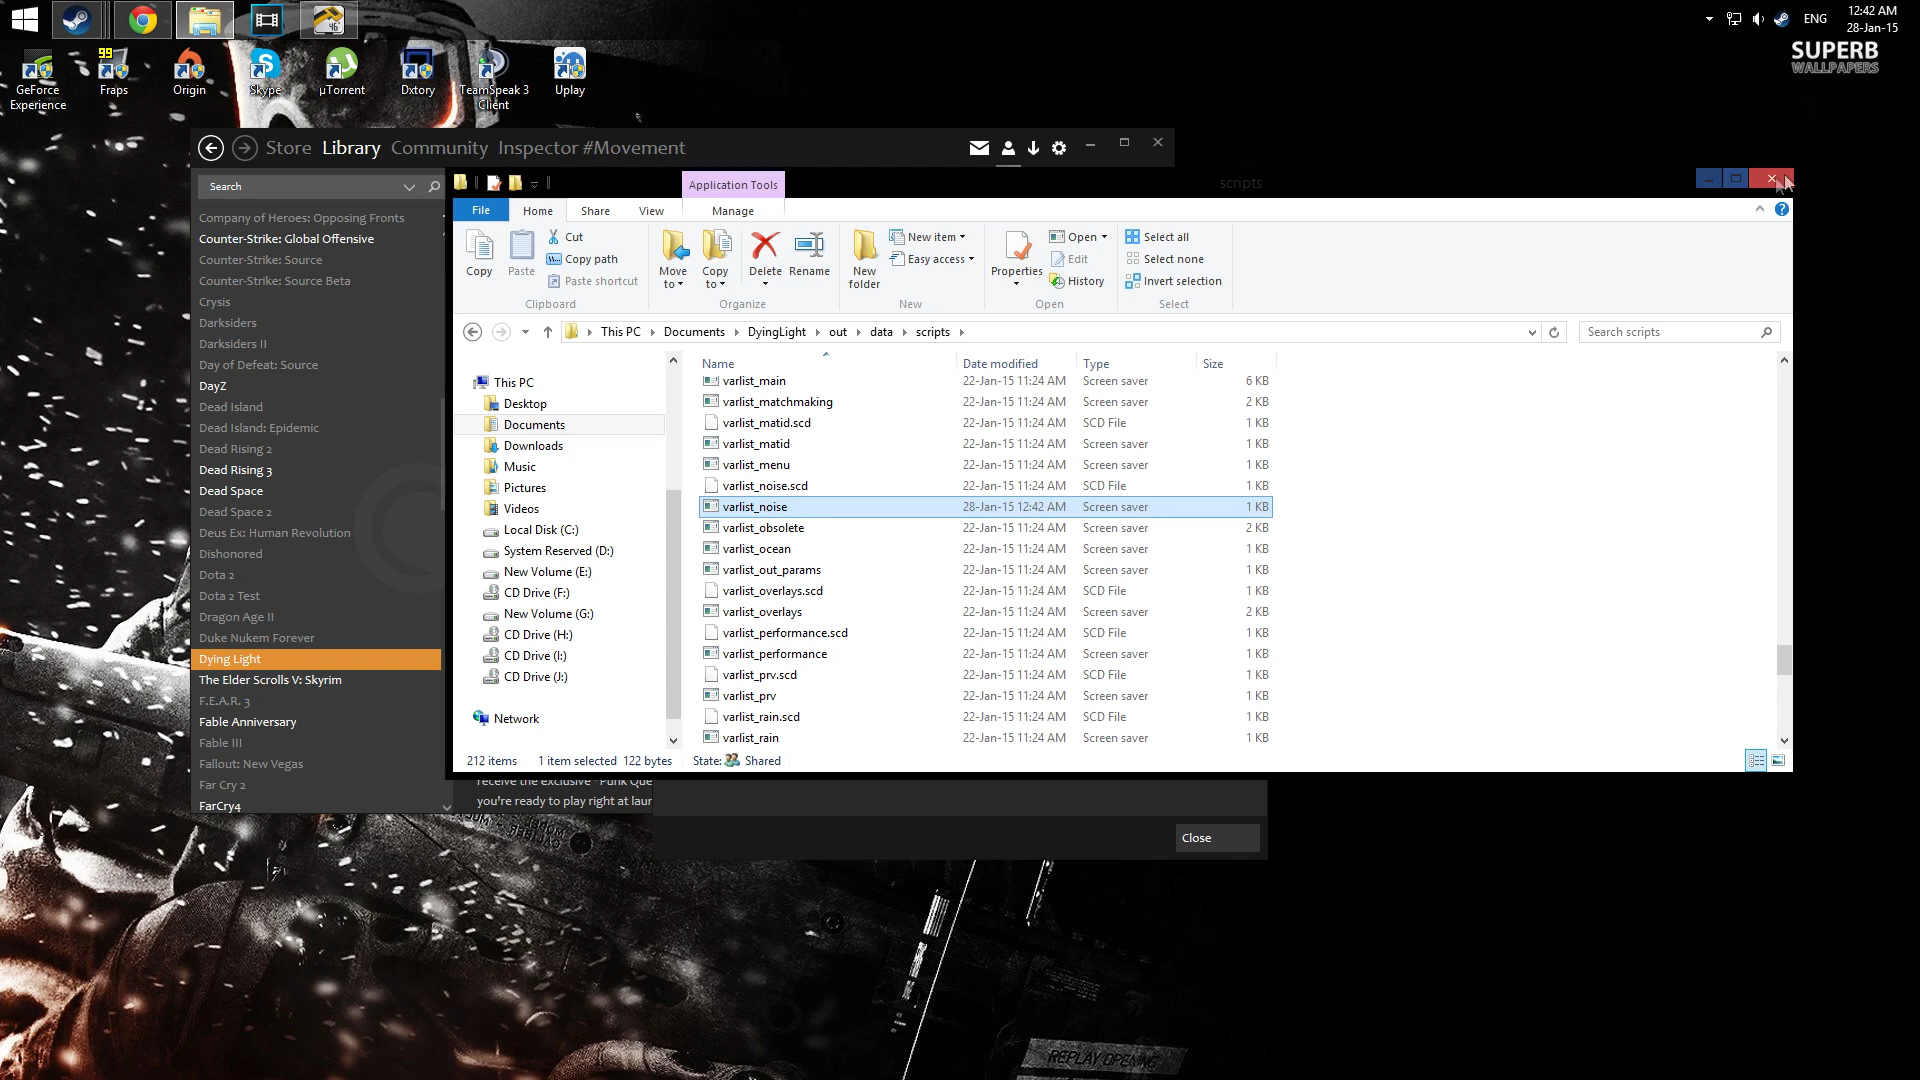 ENG
12:42 AM
28-Jan-15
SUPERB
WALLPAPERS
GeForce
Experience
99
Fraps
Origin
Skype
µTorrent
Dxtory
TeamSpeak 3
Client
Uplay
Store Library Community Inspector #Movement
Search
Company of Heroes: Opposing Fronts
Counter-Strike: Global Offensive
Counter-Strike: Source
Counter-Strike: Source Beta
Crysis
Darksiders
Darksiders II
Day of Defeat: Source
DayZ
Dead Island
Dead Island: Epidemic
Dead Rising 2
Dead Rising 3
Dead Space
Dead Space 2
Deus Ex: Human Revolution
Dishonored
Dota 2
Dota 2 Test
Dragon Age II
Duke Nukem Forever
Dying Light
The Elder Scrolls V: Skyrim
F.E.A.R. 3
Fable Anniversary
Fable III
Fallout: New Vegas
Far Cry 2
FarCry4
Application Tools
scripts
File Home Share View Manage
Copy
Paste
Cut
Copy path
Paste shortcut
Clipboard
Move
to
Copy
to
Delete
Rename
Organize
New
folder
New item
Easy access
New
Properties
Open
Edit
History
Open
Select all
Select none
Invert selection
Select
This PC Documents DyingLight out data scripts
Search scripts
This PC
Desktop
Documents
Downloads
Music
Pictures
Videos
Local Disk (C:)
System Reserved (D:)
New Volume (E:)
CD Drive (F:)
New Volume (G:)
CD Drive (H:)
CD Drive (I:)
CD Drive (J:)
Network
Name Date modified Type Size
varlist_main 22-Jan-15 11:24 AM Screen saver 6 KB
varlist_matchmaking 22-Jan-15 11:24 AM Screen saver 2 KB
varlist_matid.scd 22-Jan-15 11:24 AM SCD File 1 KB
varlist_matid 22-Jan-15 11:24 AM Screen saver 1 KB
varlist_menu 22-Jan-15 11:24 AM Screen saver 1 KB
varlist_noise.scd 22-Jan-15 11:24 AM SCD File 1 KB
varlist_noise 28-Jan-15 12:42 AM Screen saver 1 KB
varlist_obsolete 22-Jan-15 11:24 AM Screen saver 2 KB
varlist_ocean 22-Jan-15 11:24 AM Screen saver 1 KB
varlist_out_params 22-Jan-15 11:24 AM Screen saver 1 KB
varlist_overlays.scd 22-Jan-15 11:24 AM SCD File 1 KB
varlist_overlays 22-Jan-15 11:24 AM Screen saver 2 KB
varlist_performance.scd 22-Jan-15 11:24 AM SCD File 1 KB
varlist_performance 22-Jan-15 11:24 AM Screen saver 1 KB
varlist_prv.scd 22-Jan-15 11:24 AM SCD File 1 KB
varlist_prv 22-Jan-15 11:24 AM Screen saver 1 KB
varlist_rain.scd 22-Jan-15 11:24 AM SCD File 1 KB
varlist_rain 22-Jan-15 11:24 AM Screen saver 1 KB
212 items 1 item selected 122 bytes State: Shared
receive the exclusive "Punk Que
you're ready to play right at laur
Close
REPLAY OPENING